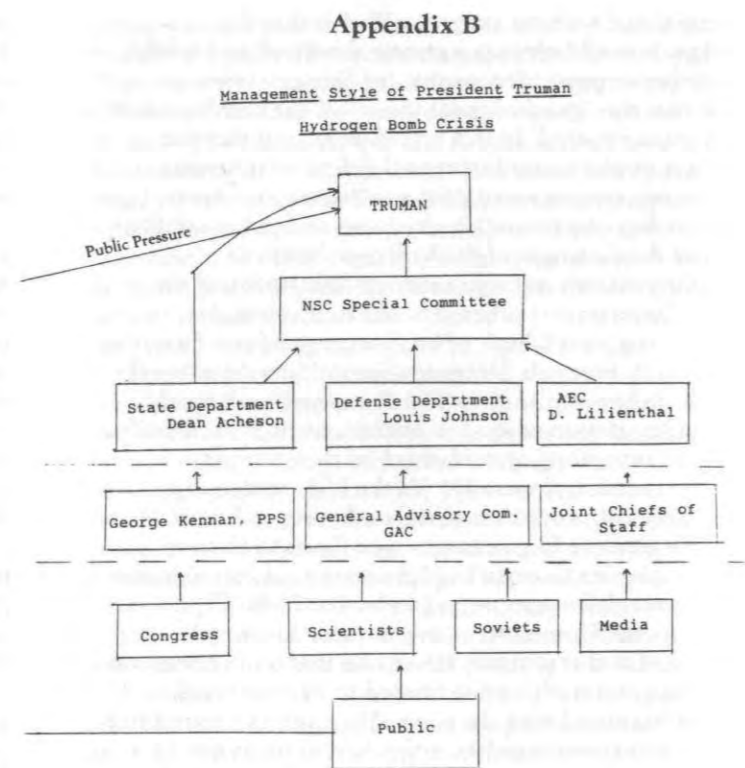 Appendix B
Management Style of President Truman
Hydrogen Bomb Crisis
TRUMAN
Public Pressure
NSC Special Committee
State Department
Dean Acheson
Defense Department
Louis Johnson
AEC
D. Lilienthal
George Kennan, PPS
General Advisory Com.
GAC
Joint Chiefs of
Staff
Congress
Scientists
Soviets
Media
Public